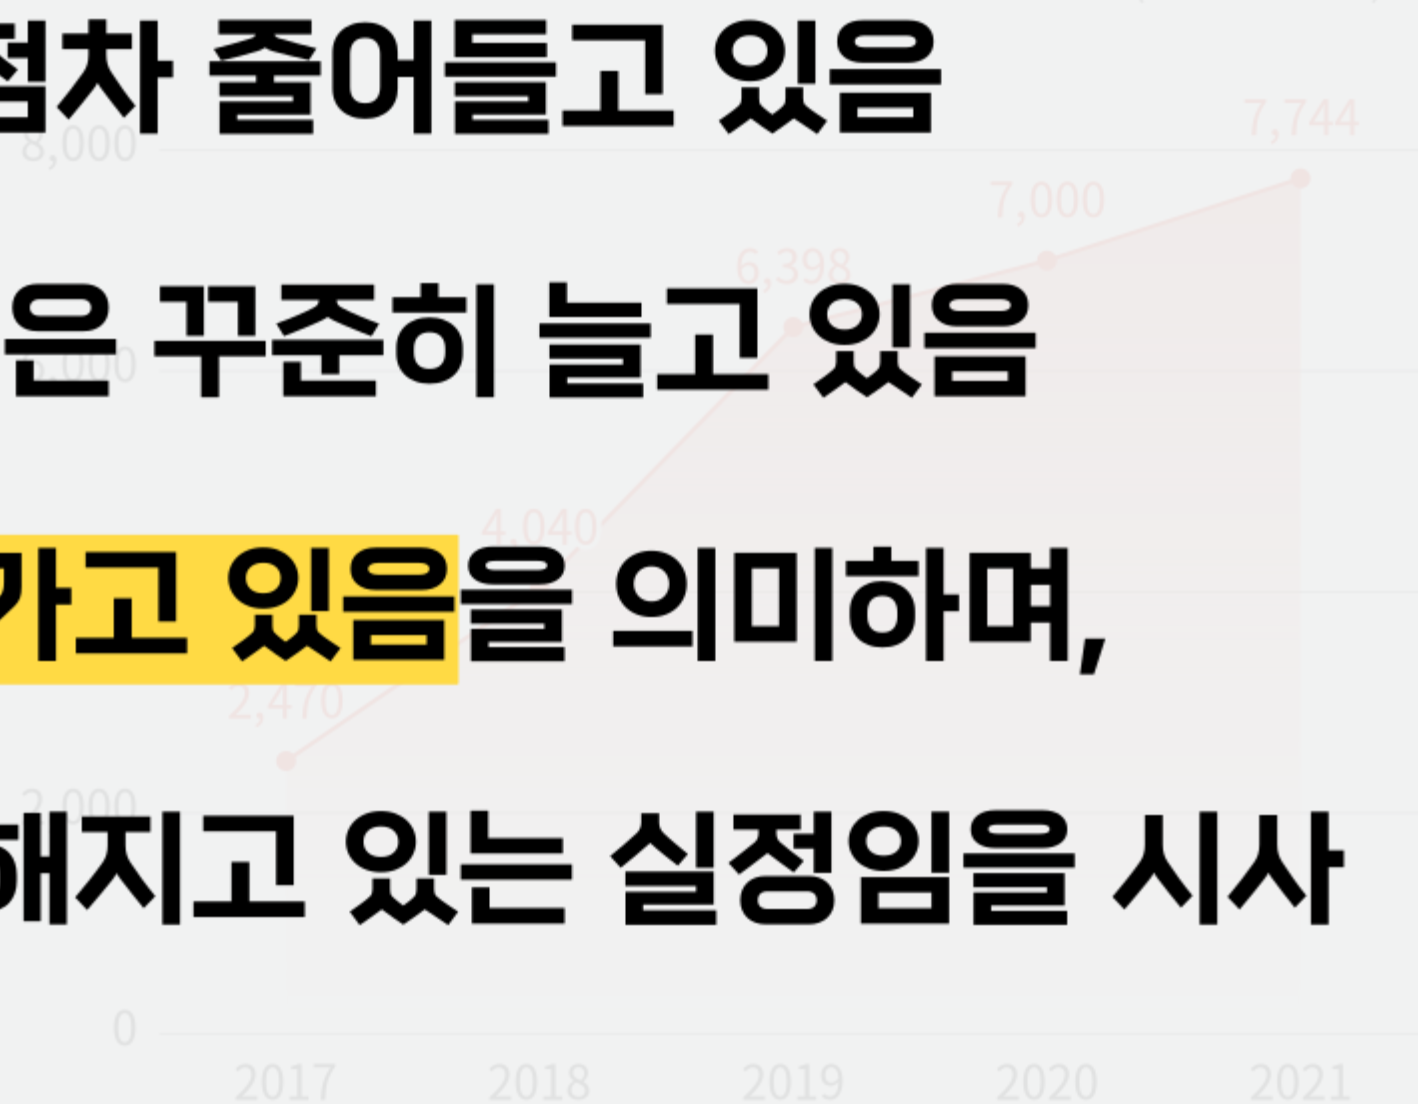 점차 줄어들고 있음
7,744
8,000
7,000
6,398
은 꾸준히 늘고 있음
4,040
가고 있음을 의미하며,
2,470
2,000
해지고 있는 실정임을 시사
0
2017 2018 2019 2020 2021